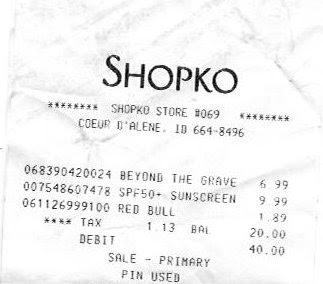 SHOPKO
******** SHOPKO STORE #069 ********
COEUR D'ALENE, ID 664-8496
068390420024 BEYOND THE GRAVE 6.99
007548607478 SPF50+ SUNSCREEN 9.99
061126999100 RED BULL 1.89
**** TAX 1.13 BAL 20.00
DEBIT 40.00
SALE - PRIMARY
PIN USED